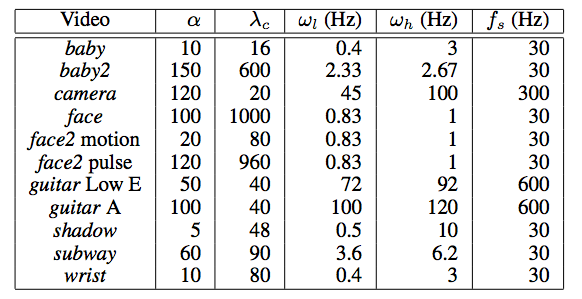 Video α λc ωl (Hz) ωh (Hz) fs (Hz)
baby 10 16 0.4 3 30
baby2 150 600 2.33 2.67 30
camera 120 20 45 100 300
face 100 1000 0.83 1 30
face2 motion 20 80 0.83 1 30
face2 pulse 120 960 0.83 1 30
guitar Low E 50 40 72 92 600
guitar A 100 40 100 120 600
shadow 5 48 0.5 10 30
subway 60 90 3.6 6.2 30
wrist 10 80 0.4 3 30